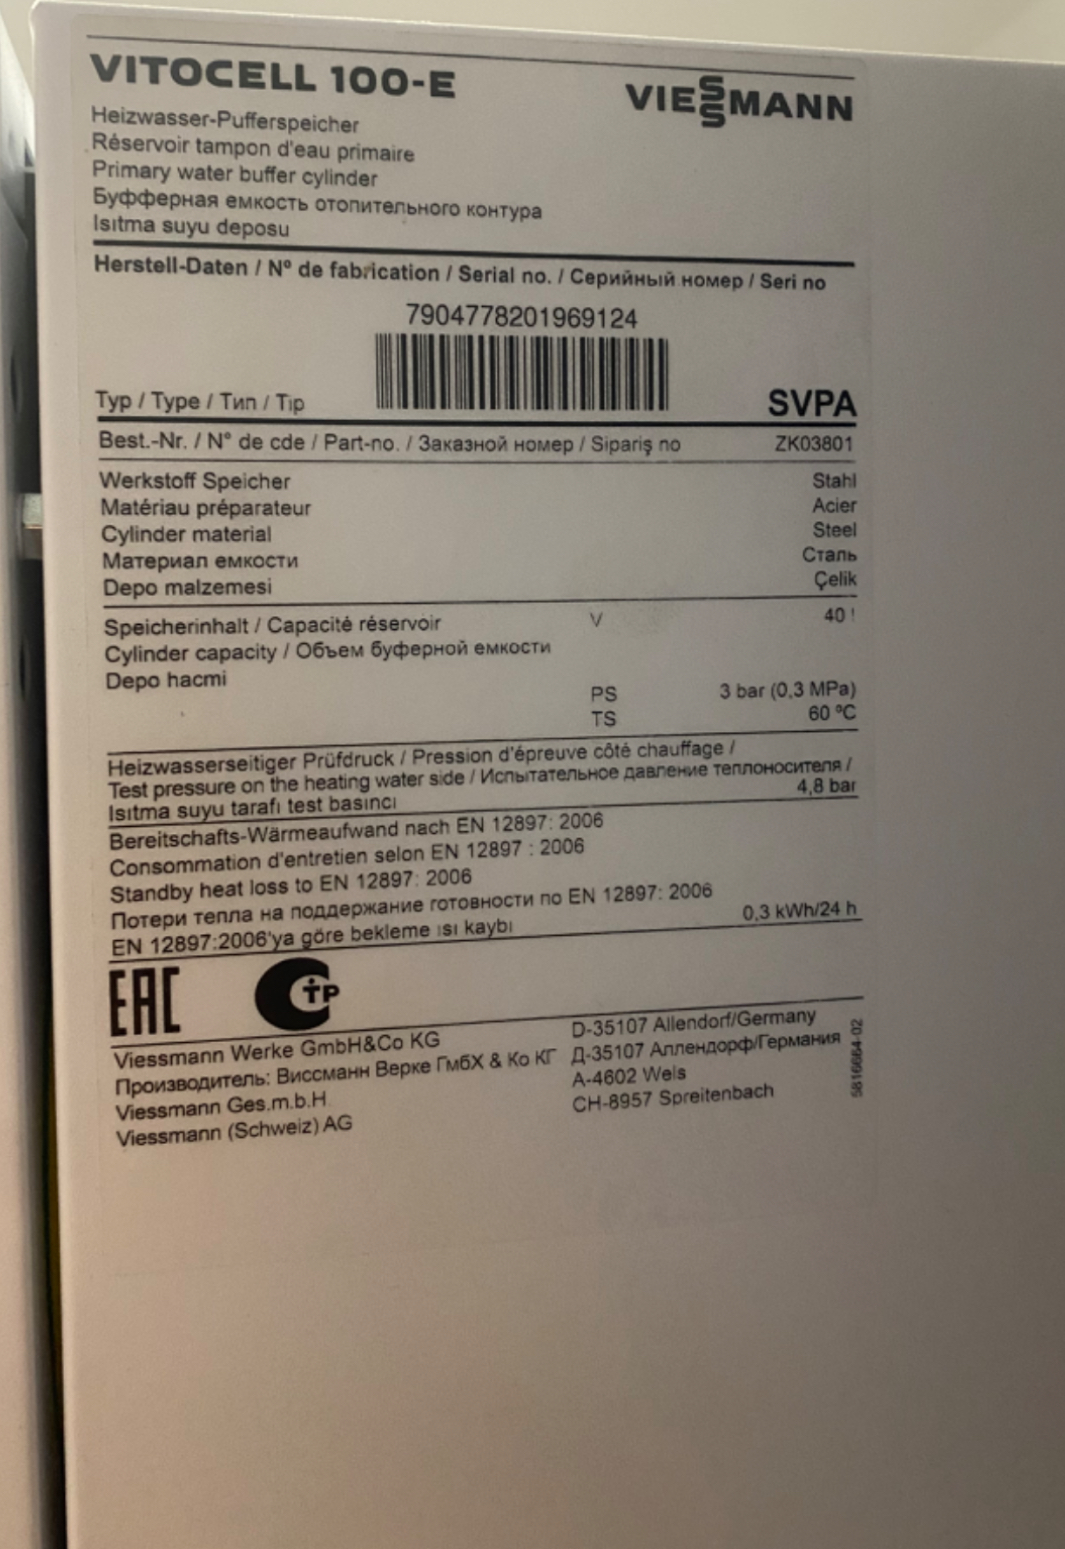 VITOCELL 100-E
VIESSMANN
Heizwasser-Pufferspeicher
Réservoir tampon d'eau primaire
Primary water buffer cylinder
Буфферная емкость отопительного контура
Isıtma suyu deposu
Herstell-Daten / Nº de fabrication / Serial no. / Серийный номер / Seri no
7904778201969124
Typ / Type / Тип / Tıp SVPA
Best.-Nr. / N° de cde / Part-no. / Заказной номер / Sipariş no ZK03801
Werkstoff Speicher Stahl
Matériau préparateur Acier
Cylinder material Steel
Материал емкости Сталь
Depo malzemesi Çelik
Speicherinhalt / Capacité réservoir V 40 l
Cylinder capacity / Объем буферной емкости
Depo hacmi
PS 3 bar (0,3 MPa)
TS 60 ºC
Heizwasserseitiger Prüfdruck / Pression d'épreuve côté chauffage /
Test pressure on the heating water side / Испытательное давление теплоносителя /
Isıtma suyu tarafı test basıncı 4,8 bar
Bereitschafts-Wärmeaufwand nach EN 12897: 2006
Consommation d'entretien selon EN 12897 : 2006
Standby heat loss to EN 12897: 2006
Потери тепла на поддержание готовности по EN 12897: 2006
EN 12897:2006'ya göre bekleme ısı kaybı 0,3 kWh/24 h
EAC
CTP
Viessmann Werke GmbH&Co KG D-35107 Allendorf/Germany
Производитель: Виссманн Верке ГмбХ & Ко КГ Д-35107 Аллендорф/Германия
Viessmann Ges.m.b.H. A-4602 Wels
Viessmann (Schweiz) AG CH-8957 Spreitenbach
5816664-02